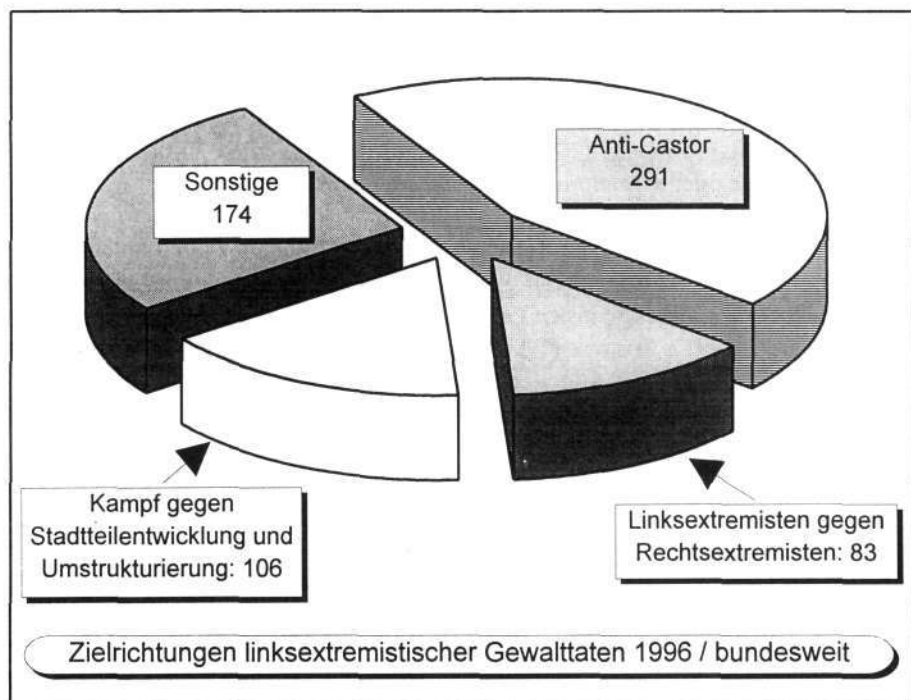 Anti-Castor
291
Sonstige
174
Kampf gegen
Stadtteilentwicklung und
Umstrukturierung: 106
Linksextremisten gegen
Rechtsextremisten: 83
Zielrichtungen linksextremistischer Gewalttaten 1996 / bundesweit